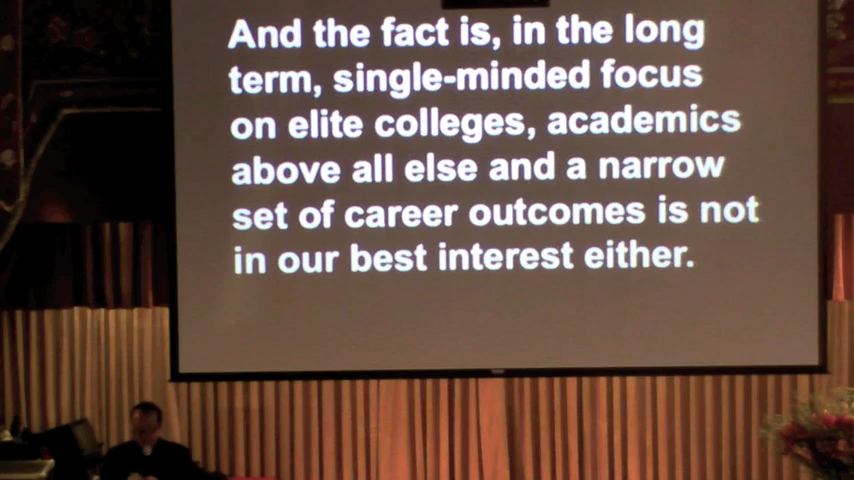 And the fact is, in the long
term, single-minded focus
on elite colleges, academics
above all else and a narrow
set of career outcomes is not
in our best interest either.